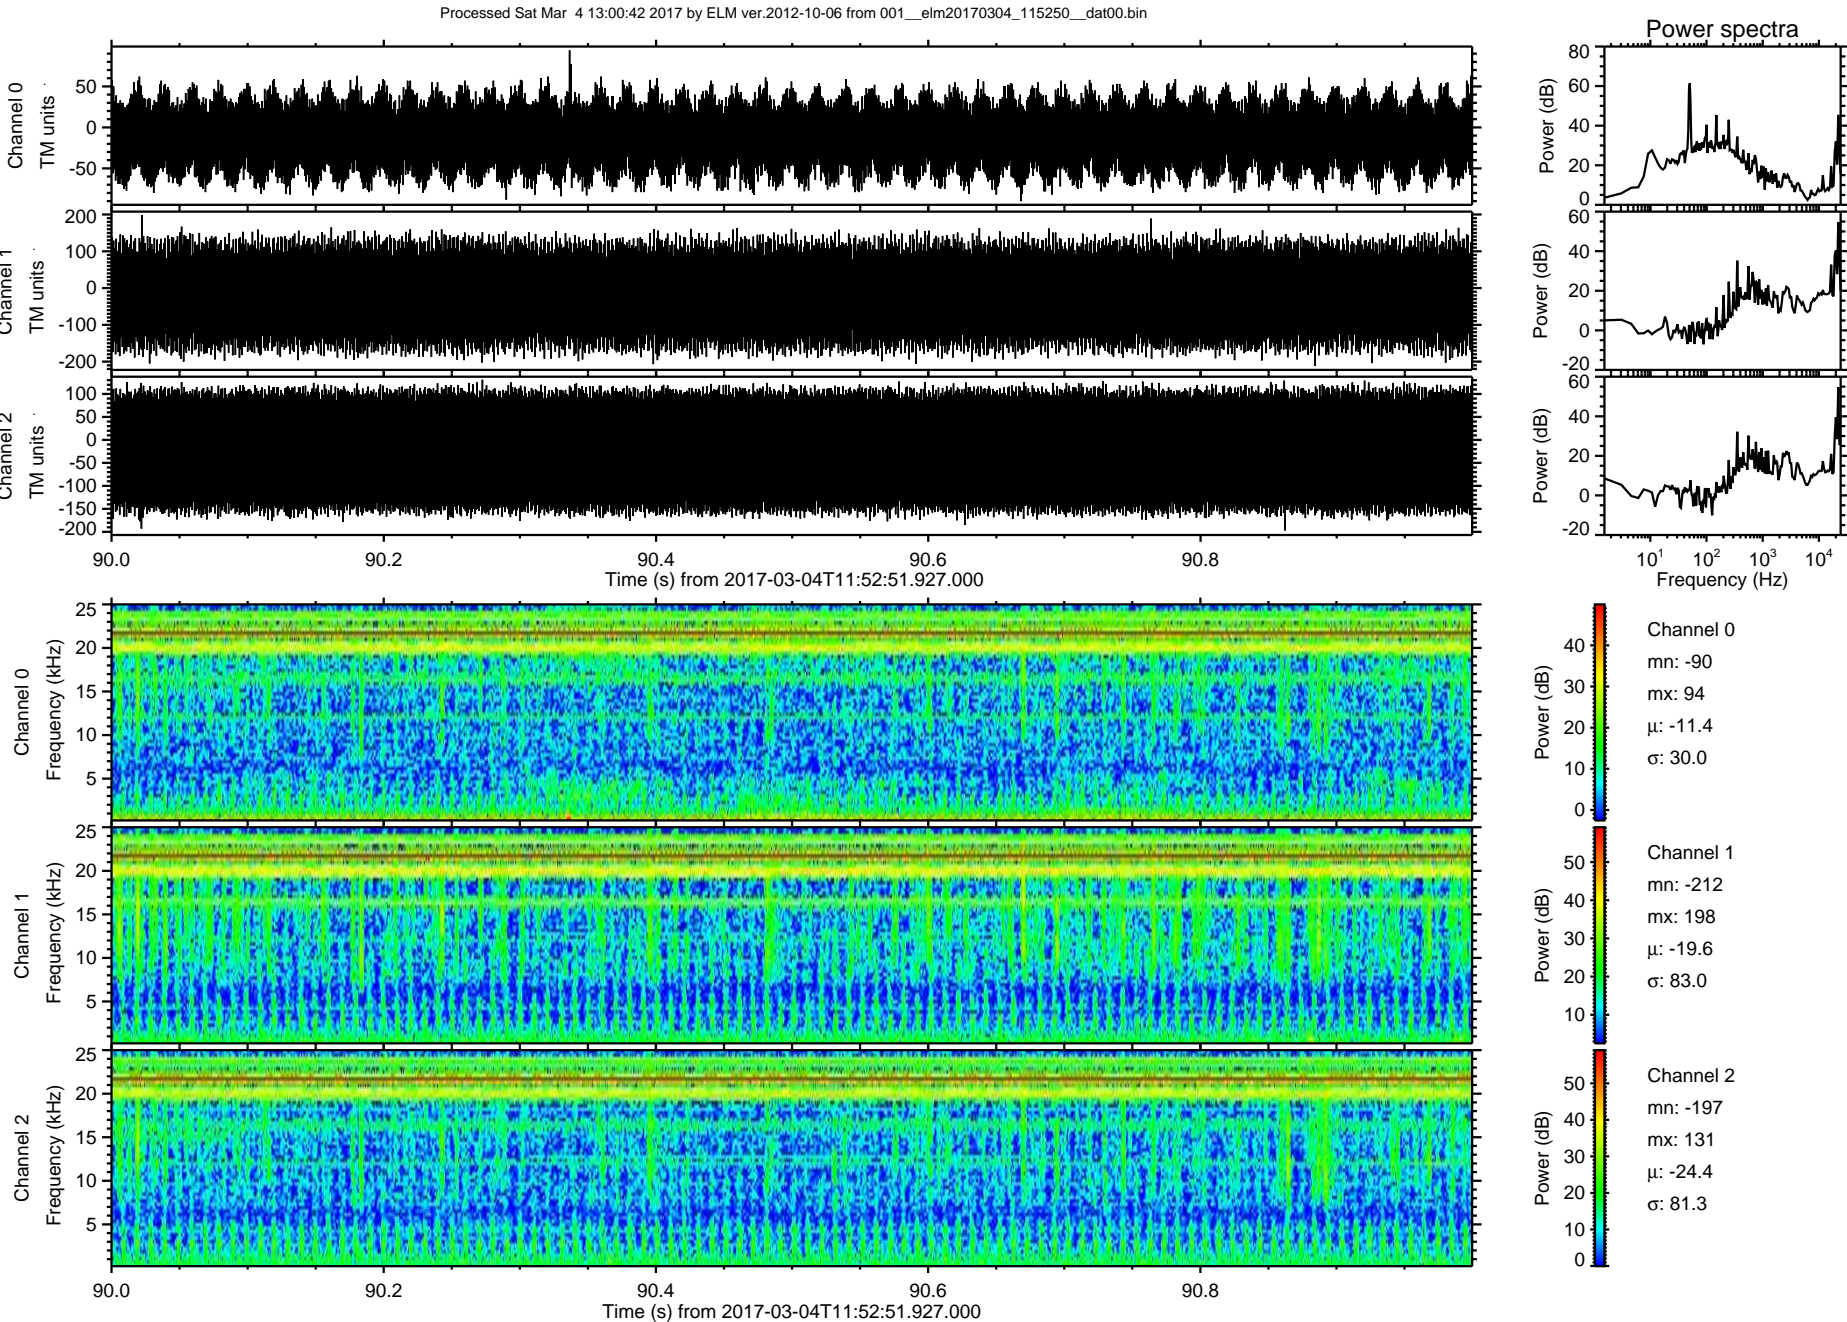 Processed Sat Mar 4 13:00:42 2017 by ELM ver.2012-10-06 from 001__elm20170304_115250__dat00.bin
Power spectra
Channel 0
TM units
50
0
-50
Power (dB)
80
60
40
20
0
Channel 1
TM units
200
100
0
-100
-200
Power (dB)
60
40
20
0
-20
Channel 2
TM units
100
50
0
-50
-100
-150
-200
Power (dB)
60
40
20
0
-20
90.0 90.2 90.4 90.6 90.8
Time (s) from 2017-03-04T11:52:51.927.000
10¹ 10² 10³ 10⁴
Frequency (Hz)
Channel 0
Frequency (kHz)
25
20
15
10
5
Power (dB)
40
30
20
10
0
Channel 0
mn: -90
mx: 94
μ: -11.4
σ: 30.0
Channel 1
Frequency (kHz)
25
20
15
10
5
Power (dB)
50
40
30
20
10
Channel 1
mn: -212
mx: 198
μ: -19.6
σ: 83.0
Channel 2
Frequency (kHz)
25
20
15
10
5
Power (dB)
50
40
30
20
10
0
Channel 2
mn: -197
mx: 131
μ: -24.4
σ: 81.3
90.0 90.2 90.4 90.6 90.8
Time (s) from 2017-03-04T11:52:51.927.000